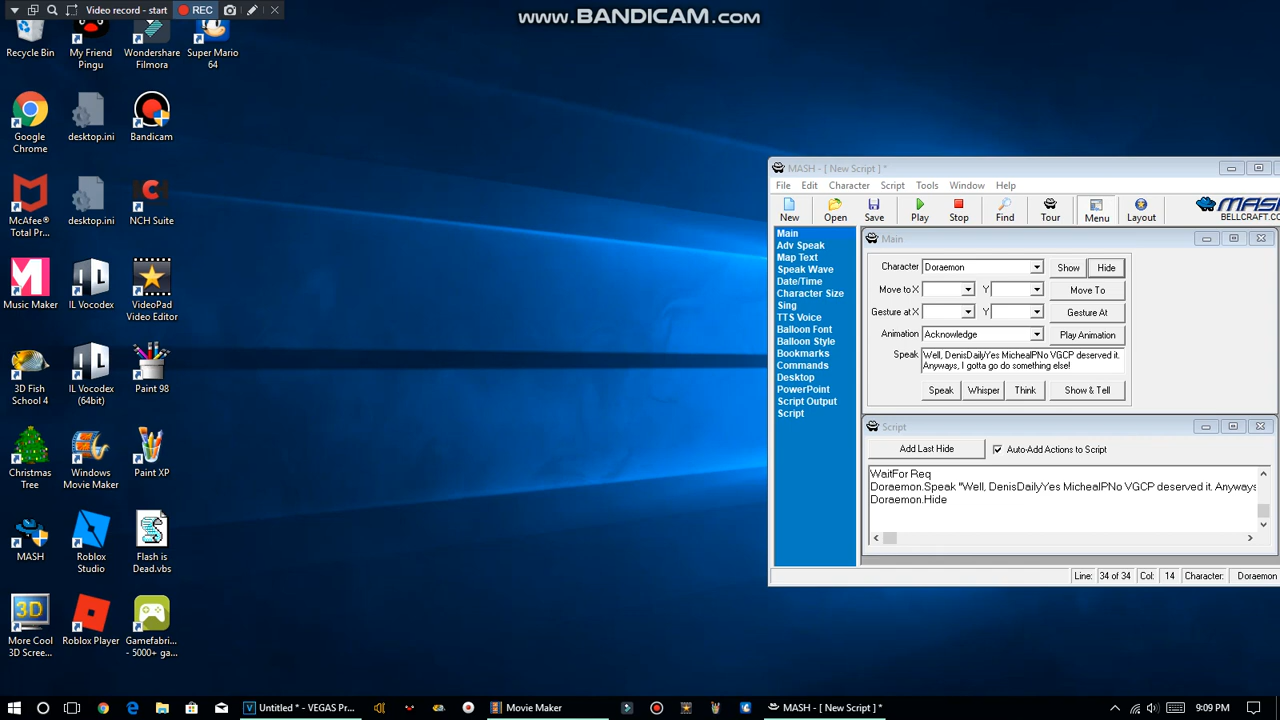 Video record - start
REC
www.BANDICAM.com
Recycle Bin
My Friend
Pingu
Wondershare
Filmora
Super Mario
64
Google
Chrome
desktop.ini
Bandicam
McAfee®
Total Pr...
desktop.ini
NCH Suite
Music Maker
IL Vocodex
VideoPad
Video Editor
3D Fish
School 4
IL Vocodex
(64bit)
Paint 98
Christmas
Tree
Windows
Movie Maker
Paint XP
MASH
Roblox
Studio
Flash is
Dead.vbs
More Cool
3D Scree...
Roblox Player
Gamefabri...
- 5000+ ga...
MASH - [ New Script ] *
File Edit Character Script Tools Window Help
New Open Save Play Stop Find Tour Menu Layout
MASH
BELLCRAFT.CO
Main
Adv Speak
Map Text
Speak Wave
Date/Time
Character Size
Sing
TTS Voice
Balloon Font
Balloon Style
Bookmarks
Commands
Desktop
PowerPoint
Script Output
Script
Main
Character Doraemon Show Hide
Move to X Y Move To
Gesture at X Y Gesture At
Animation Acknowledge Play Animation
Speak Well, DenisDailyYes MichealPNo VGCP deserved it.
Anyways, I gotta go do something else!
Speak Whisper Think Show & Tell
Script
Add Last Hide Auto-Add Actions to Script
WaitFor Req
Doraemon.Speak "Well, DenisDailyYes MichealPNo VGCP deserved it. Anyways
Doraemon.Hide
Line: 34 of 34 Col: 14 Character: Doraemon
Untitled * - VEGAS Pr... Movie Maker MASH - [ New Script ] * 9:09 PM